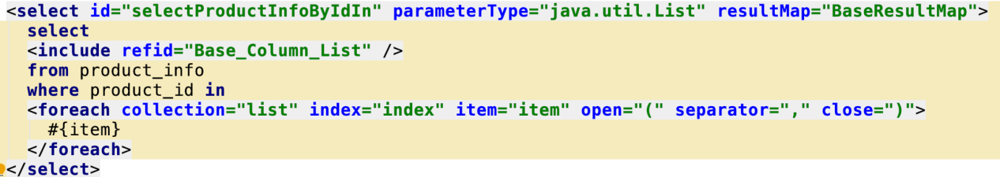 <select id="selectProductInfoByIdIn" parameterType="java.util.List" resultMap="BaseResultMap">
select
<include refid="Base_Column_List" />
from product_info
where product_id in
<foreach collection="list" index="index" item="item" open="(" separator="," close=")">
#{item}
</foreach>
</select>